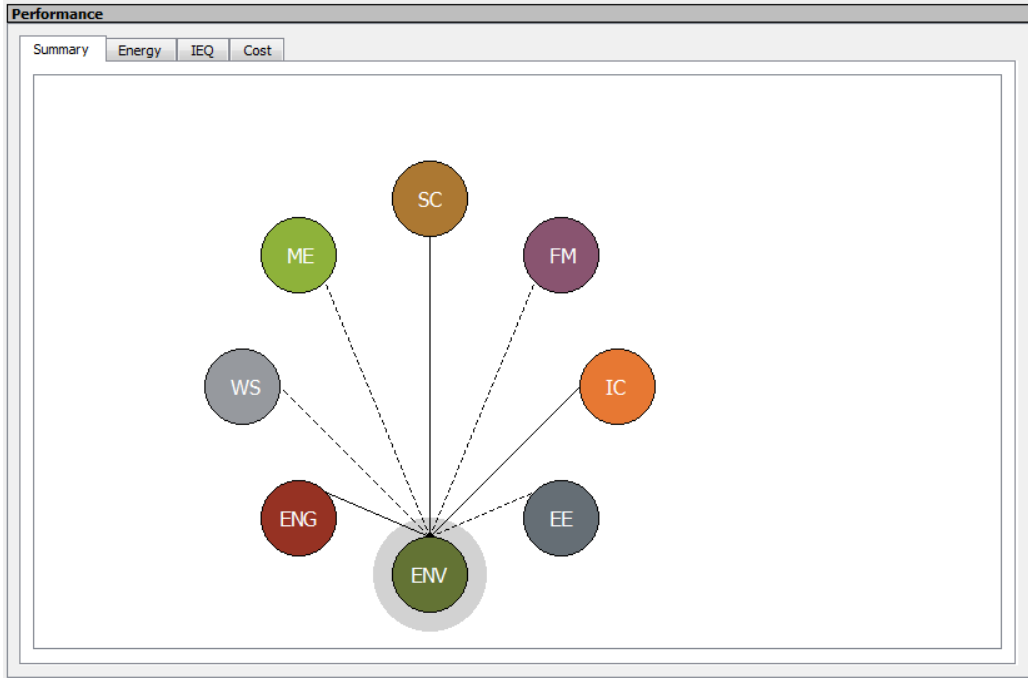 Performance
Summary Energy IEQ Cost
SC
ME FM
WS IC
ENG EE
ENV